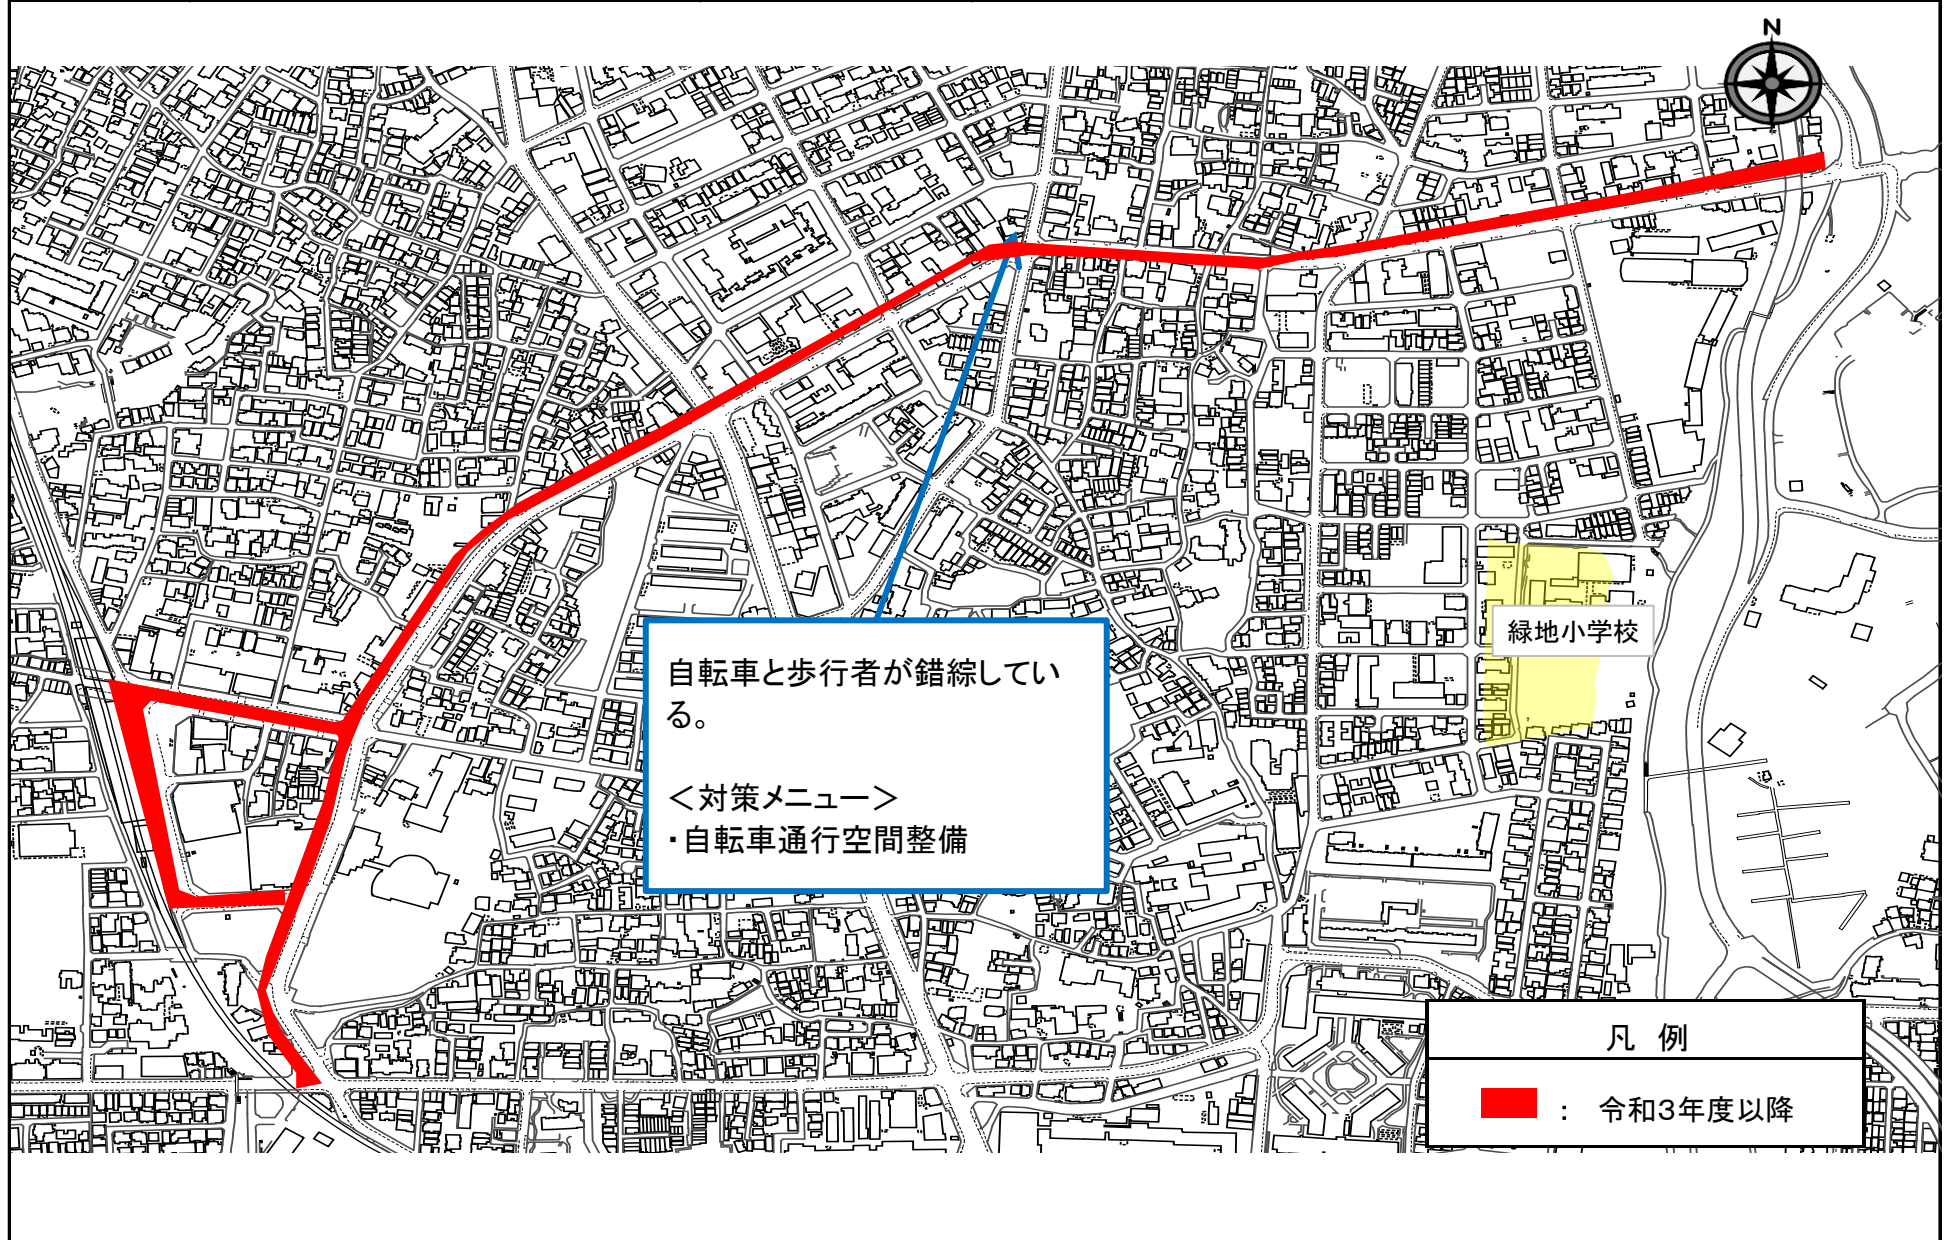 N
緑地小学校
自転車と歩行者が錯綜してい
る。
＜対策メニュー＞
・自転車通行空間整備
凡 例
： 令和3年度以降